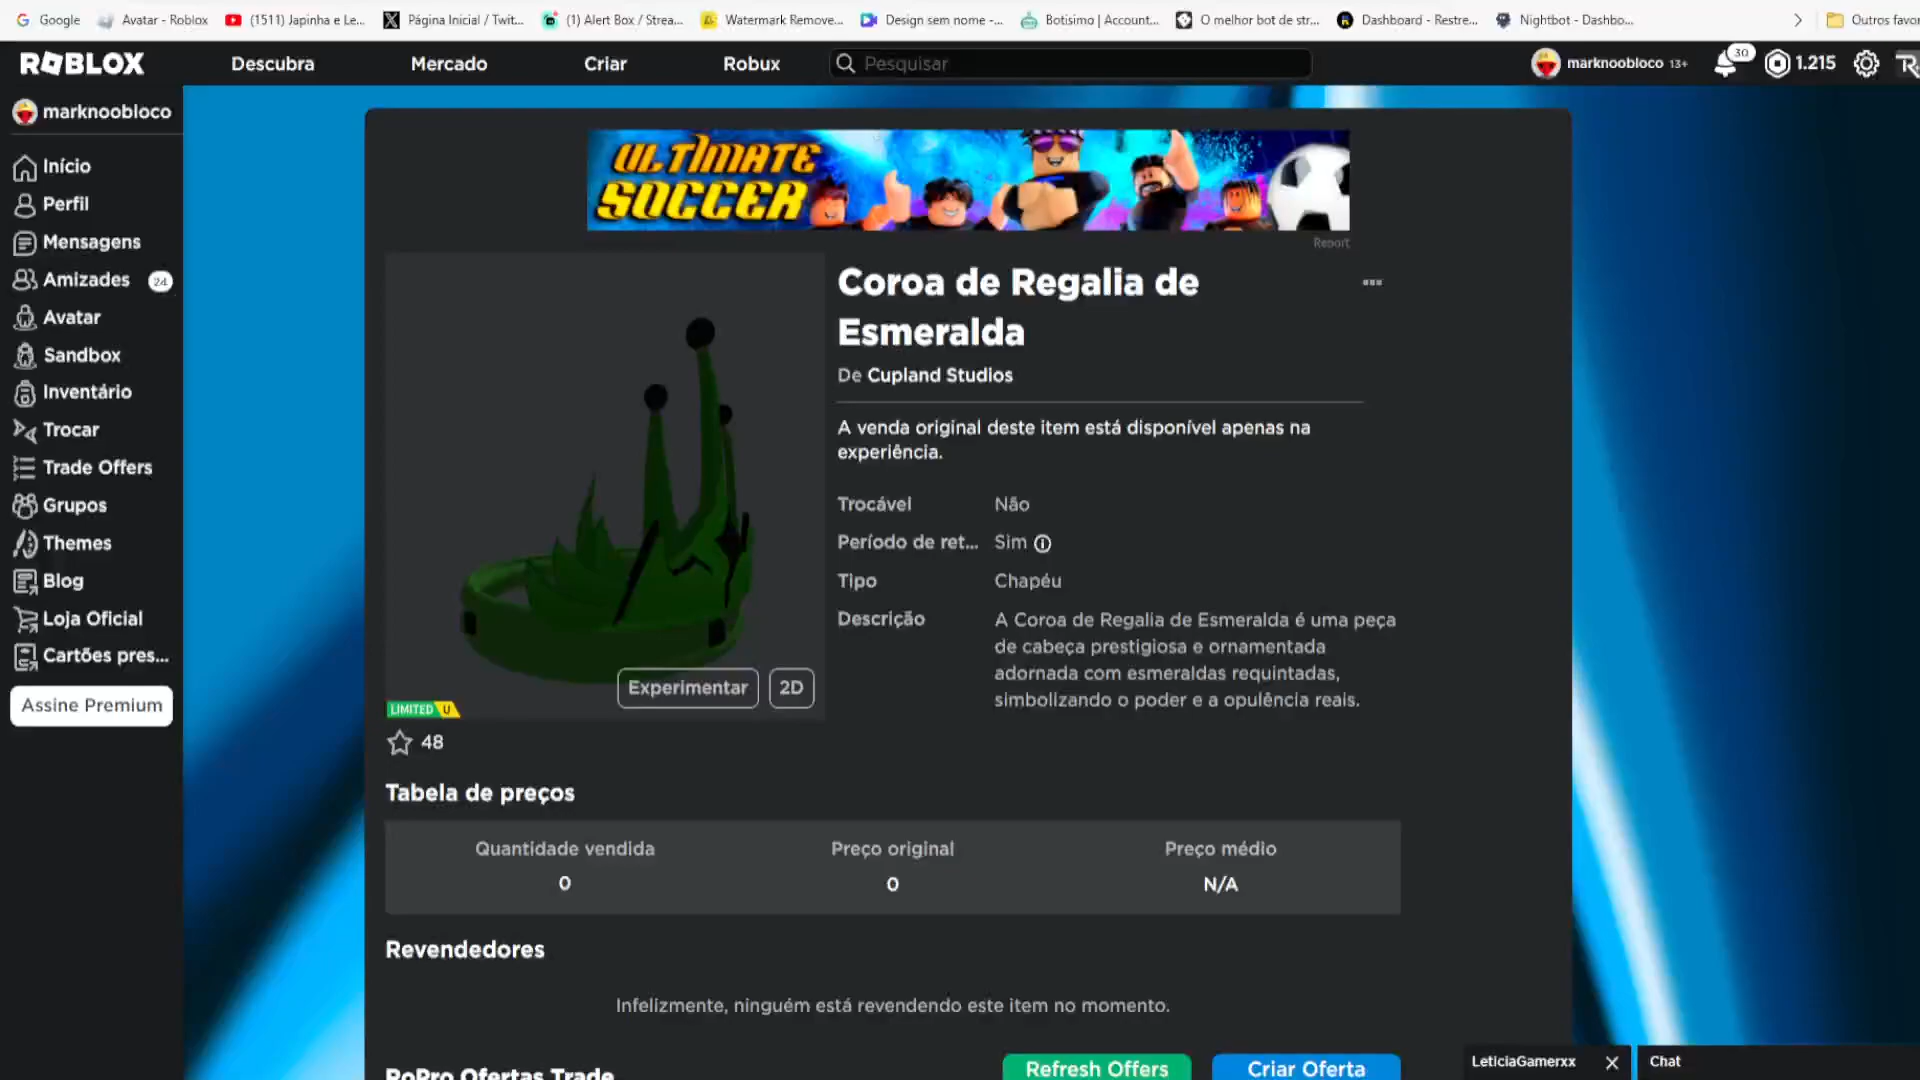 Google
Avatar - Roblox
(1511) Japinha e Le...
Página Inicial / Twit...
(1) Alert Box / Strea...
Watermark Remove...
Design sem nome -...
Botisimo | Account...
O melhor bot de str...
Dashboard - Restre...
Nightbot - Dashbo...
Outros favor
ROBLOX
Descubra
Mercado
Criar
Robux
Pesquisar
marknoobloco 13+
30
1.215
marknoobloco
Início
Perfil
Mensagens
Amizades 24
Avatar
Sandbox
Inventário
Trocar
Trade Offers
Grupos
Themes
Blog
Loja Oficial
Cartões pres...
Assine Premium
ULTIMATE
SOCCER
Report
Coroa de Regalia de
Esmeralda
De Cupland Studios
A venda original deste item está disponível apenas na
experiência.
Trocável Não
Período de ret... Sim
Tipo Chapéu
Descrição A Coroa de Regalia de Esmeralda é uma peça
de cabeça prestigiosa e ornamentada
adornada com esmeraldas requintadas,
simbolizando o poder e a opulência reais.
Experimentar
2D
LIMITED U
48
Tabela de preços
Quantidade vendida Preço original Preço médio
0 0 N/A
Revendedores
Infelizmente, ninguém está revendendo este item no momento.
RoPro Ofertas Trade
Refresh Offers
Criar Oferta
LeticiaGamerxx
Chat